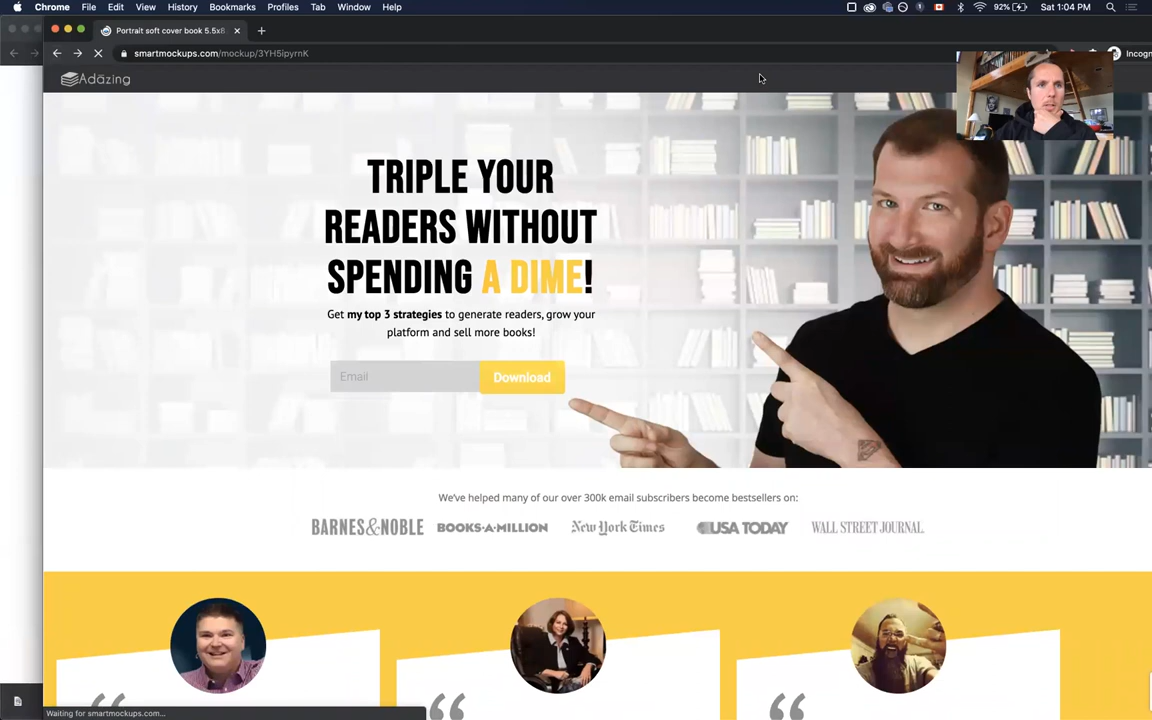 Chrome File Edit View History Bookmarks Profiles Tab Window Help 92% Sat 1:04 PM
Portrait soft cover book 5.5x8
smartmockups.com/mockup/3YH5ipyrnK
Incogn
Adazing
TRIPLE YOUR
READERS WITHOUT
SPENDING A DIME!
Get my top 3 strategies to generate readers, grow your
platform and sell more books!
Email Download
We've helped many of our over 300k email subscribers become bestsellers on:
BARNES&NOBLE BOOKS-A-MILLION New York Times USA TODAY WALL STREET JOURNAL
Waiting for smartmockups.com...